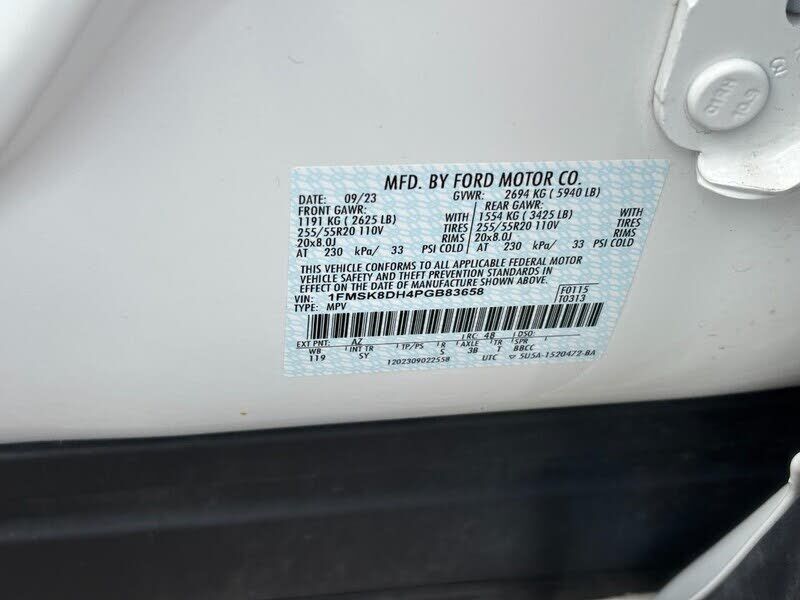 MFD. BY FORD MOTOR CO.
DATE: 09/23 GVWR: 2694 KG ( 5940 LB)
FRONT GAWR: REAR GAWR:
1191 KG ( 2625 LB) WITH 1554 KG ( 3425 LB) WITH
255/55R20 110V TIRES 255/55R20 110V TIRES
20x8.0J RIMS 20x8.0J RIMS
AT 230 kPa/ 33 PSI COLD AT 230 kPa/ 33 PSI COLD
THIS VEHICLE CONFORMS TO ALL APPLICABLE FEDERAL MOTOR
VEHICLE SAFETY AND THEFT PREVENTION STANDARDS IN
EFFECT ON THE DATE OF MANUFACTURE SHOWN ABOVE.
VIN: 1FMSK8DH4PGB83658 F0115
TYPE: MPV T0313
EXT PNT: AZ RC: 48 DSO:
WB INT TR TP/PS R AXLE TR SPR
119 SY S 3B T BBCC
1202309022558 UTC 5U5A-1520472-BA
10.9